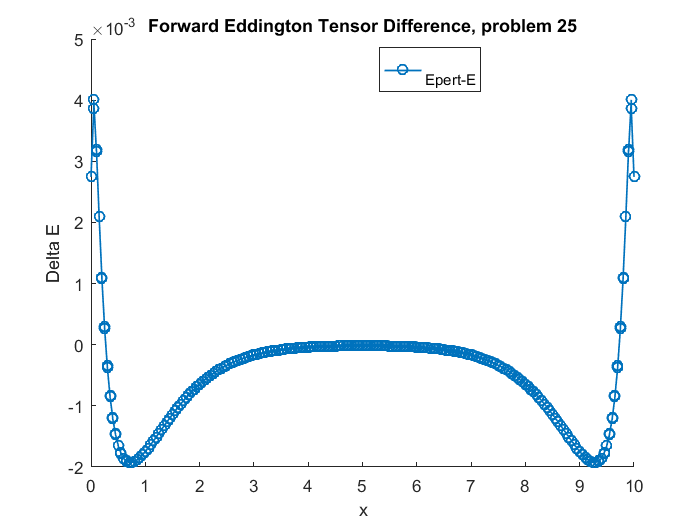 ×10⁻³
Forward Eddington Tensor Difference, problem 25
5
4
3
2
1
0
-1
-2
Delta E
Epert-E
0 1 2 3 4 5 6 7 8 9 10
x